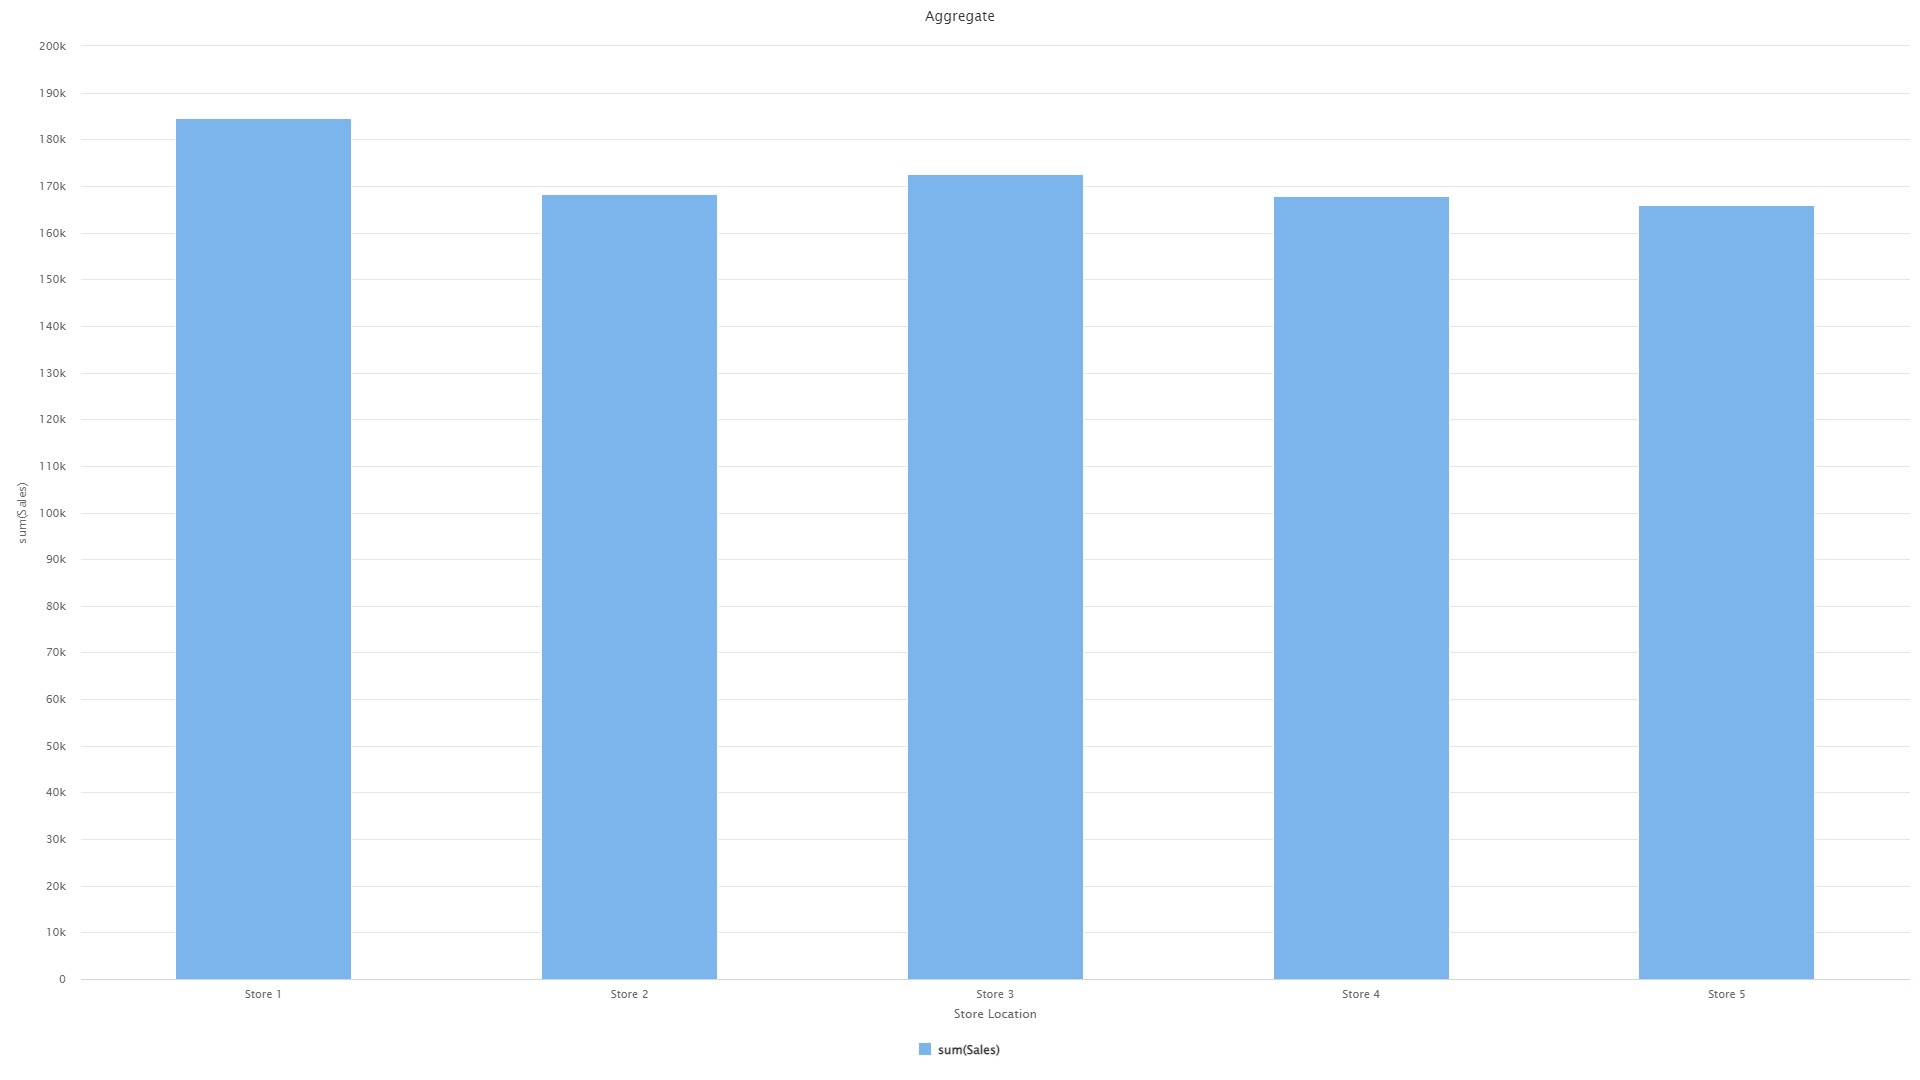 Aggregate
200k
190k
180k
170k
160k
150k
140k
130k
120k
110k
100k
90k
80k
70k
60k
50k
40k
30k
20k
10k
0
sum(Sales)
Store 1 Store 2 Store 3 Store 4 Store 5
Store Location
sum(Sales)